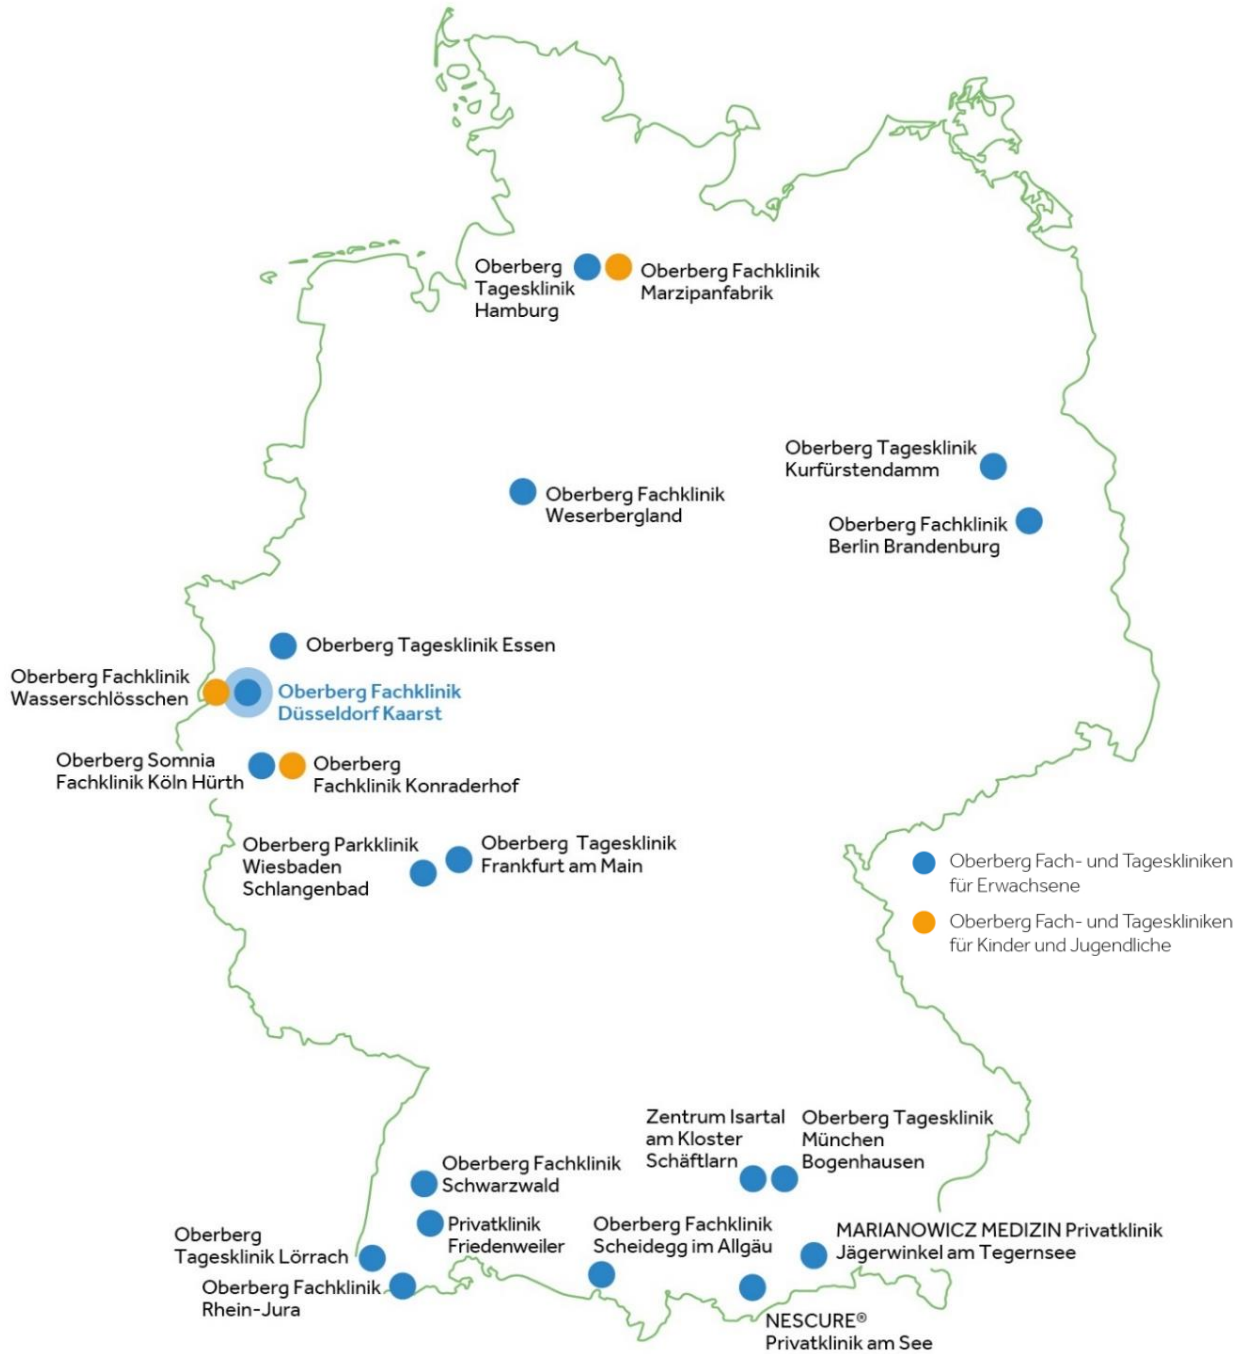 Oberberg
Tagesklinik
Hamburg
Oberberg Fachklinik
Marzipanfabrik
Oberberg Tagesklinik
Kurfürstendamm
Oberberg Fachklinik
Weserbergland
Oberberg Fachklinik
Berlin Brandenburg
Oberberg Tagesklinik Essen
Oberberg Fachklinik
Wasserschlösschen
Oberberg Fachklinik
Düsseldorf Kaarst
Oberberg Somnia
Fachklinik Köln Hürth
Oberberg
Fachklinik Konraderhof
Oberberg Parkklinik
Wiesbaden
Schlangenbad
Oberberg Tagesklinik
Frankfurt am Main
Oberberg Fach- und Tageskliniken
für Erwachsene
Oberberg Fach- und Tageskliniken
für Kinder und Jugendliche
Zentrum Isartal
am Kloster
Schäftlarn
Oberberg Tagesklinik
München
Bogenhausen
Oberberg Fachklinik
Schwarzwald
Privatklinik
Friedenweiler
Oberberg Fachklinik
Scheidegg im Allgäu
MARIANOWICZ MEDIZIN Privatklinik
Jägerwinkel am Tegernsee
Oberberg
Tagesklinik Lörrach
Oberberg Fachklinik
Rhein-Jura
NESCURE®
Privatklinik am See